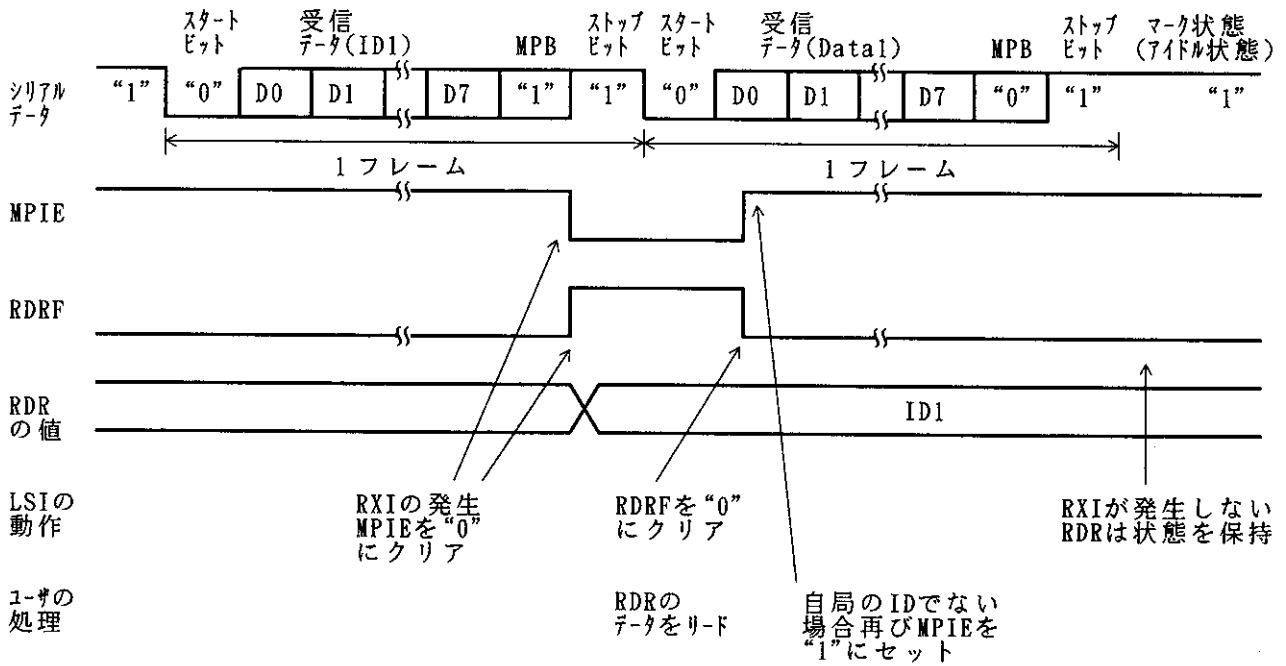 スタート
ビット
受信
データ(ID1)
MPB
ストップ
ビット
スタート
ビット
受信
データ(Data1)
MPB
ストップ
ビット
マーク状態
(アイドル状態)
シリアル
データ
“1” “0” D0 D1 D7 “1” “1” “0” D0 D1 D7 “0” “1” “1”
1フレーム 1フレーム
MPIE
RDRF
RDR
の値
ID1
LSIの
動作
RXIの発生
MPIEを“0”
にクリア
RDRFを“0”
にクリア
RXIが発生しない
RDRは状態を保持
ユーザの
処理
RDRの
データをリード
自局のIDでない
場合再びMPIEを
“1”にセット